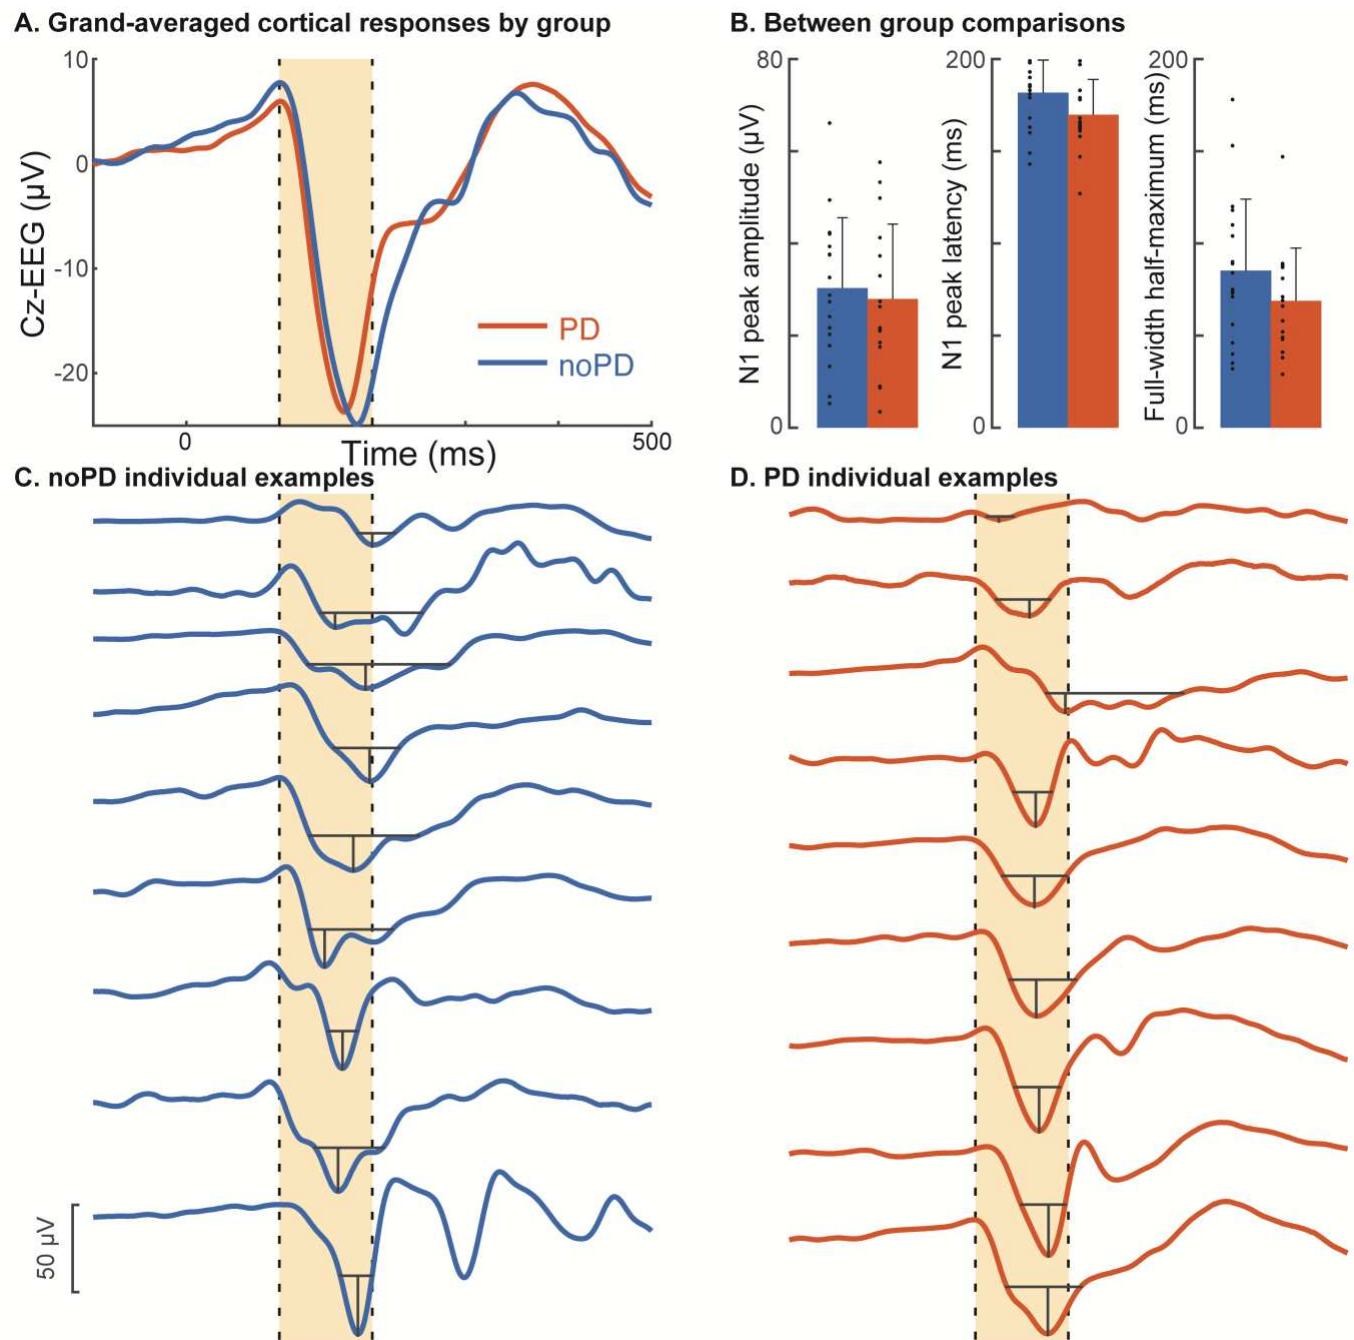 A. Grand-averaged cortical responses by group
10
0
-10
-20
Cz-EEG (µV)
PD
noPD
0
500
Time (ms)
B. Between group comparisons
80
0
N1 peak amplitude (µV)
200
0
N1 peak latency (ms)
200
0
Full-width half-maximum (ms)
C. noPD individual examples
50 µV
D. PD individual examples